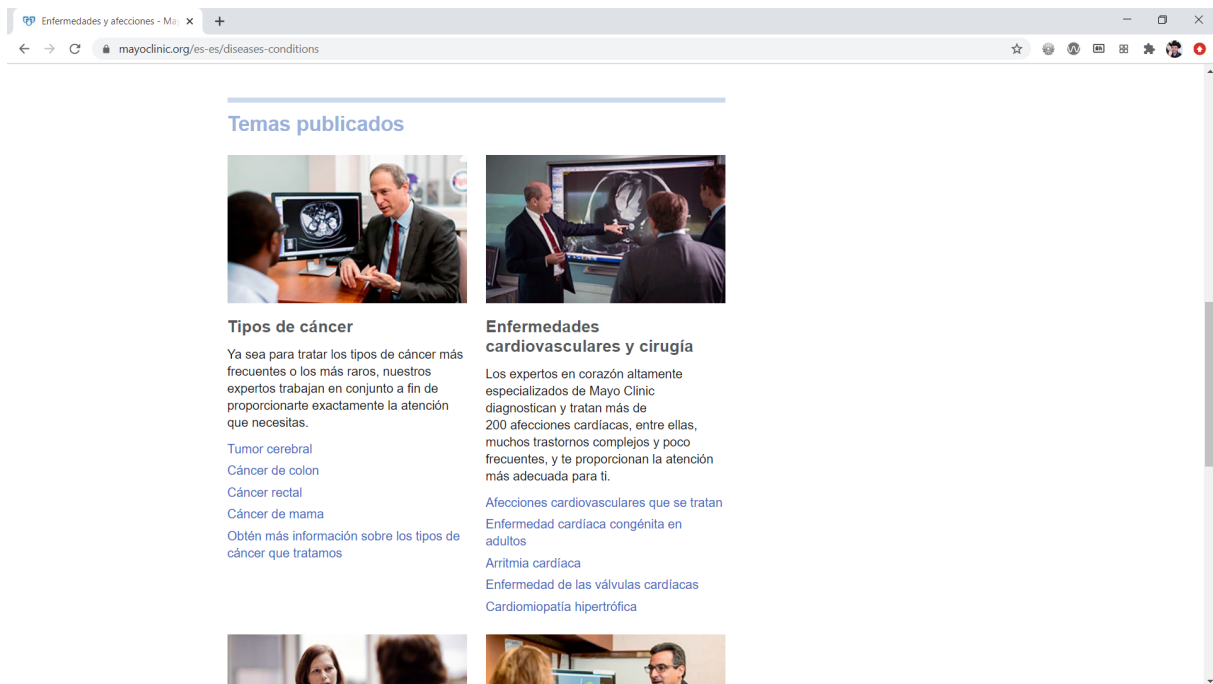 Enfermedades y afecciones - Ma
mayoclinic.org/es-es/diseases-conditions
Temas publicados
Tipos de cáncer
Ya sea para tratar los tipos de cáncer más
frecuentes o los más raros, nuestros
expertos trabajan en conjunto a fin de
proporcionarte exactamente la atención
que necesitas.
Tumor cerebral
Cáncer de colon
Cáncer rectal
Cáncer de mama
Obtén más información sobre los tipos de
cáncer que tratamos
Enfermedades
cardiovasculares y cirugía
Los expertos en corazón altamente
especializados de Mayo Clinic
diagnostican y tratan más de
200 afecciones cardíacas, entre ellas,
muchos trastornos complejos y poco
frecuentes, y te proporcionan la atención
más adecuada para ti.
Afecciones cardiovasculares que se tratan
Enfermedad cardíaca congénita en
adultos
Arritmia cardíaca
Enfermedad de las válvulas cardíacas
Cardiomiopatía hipertrófica